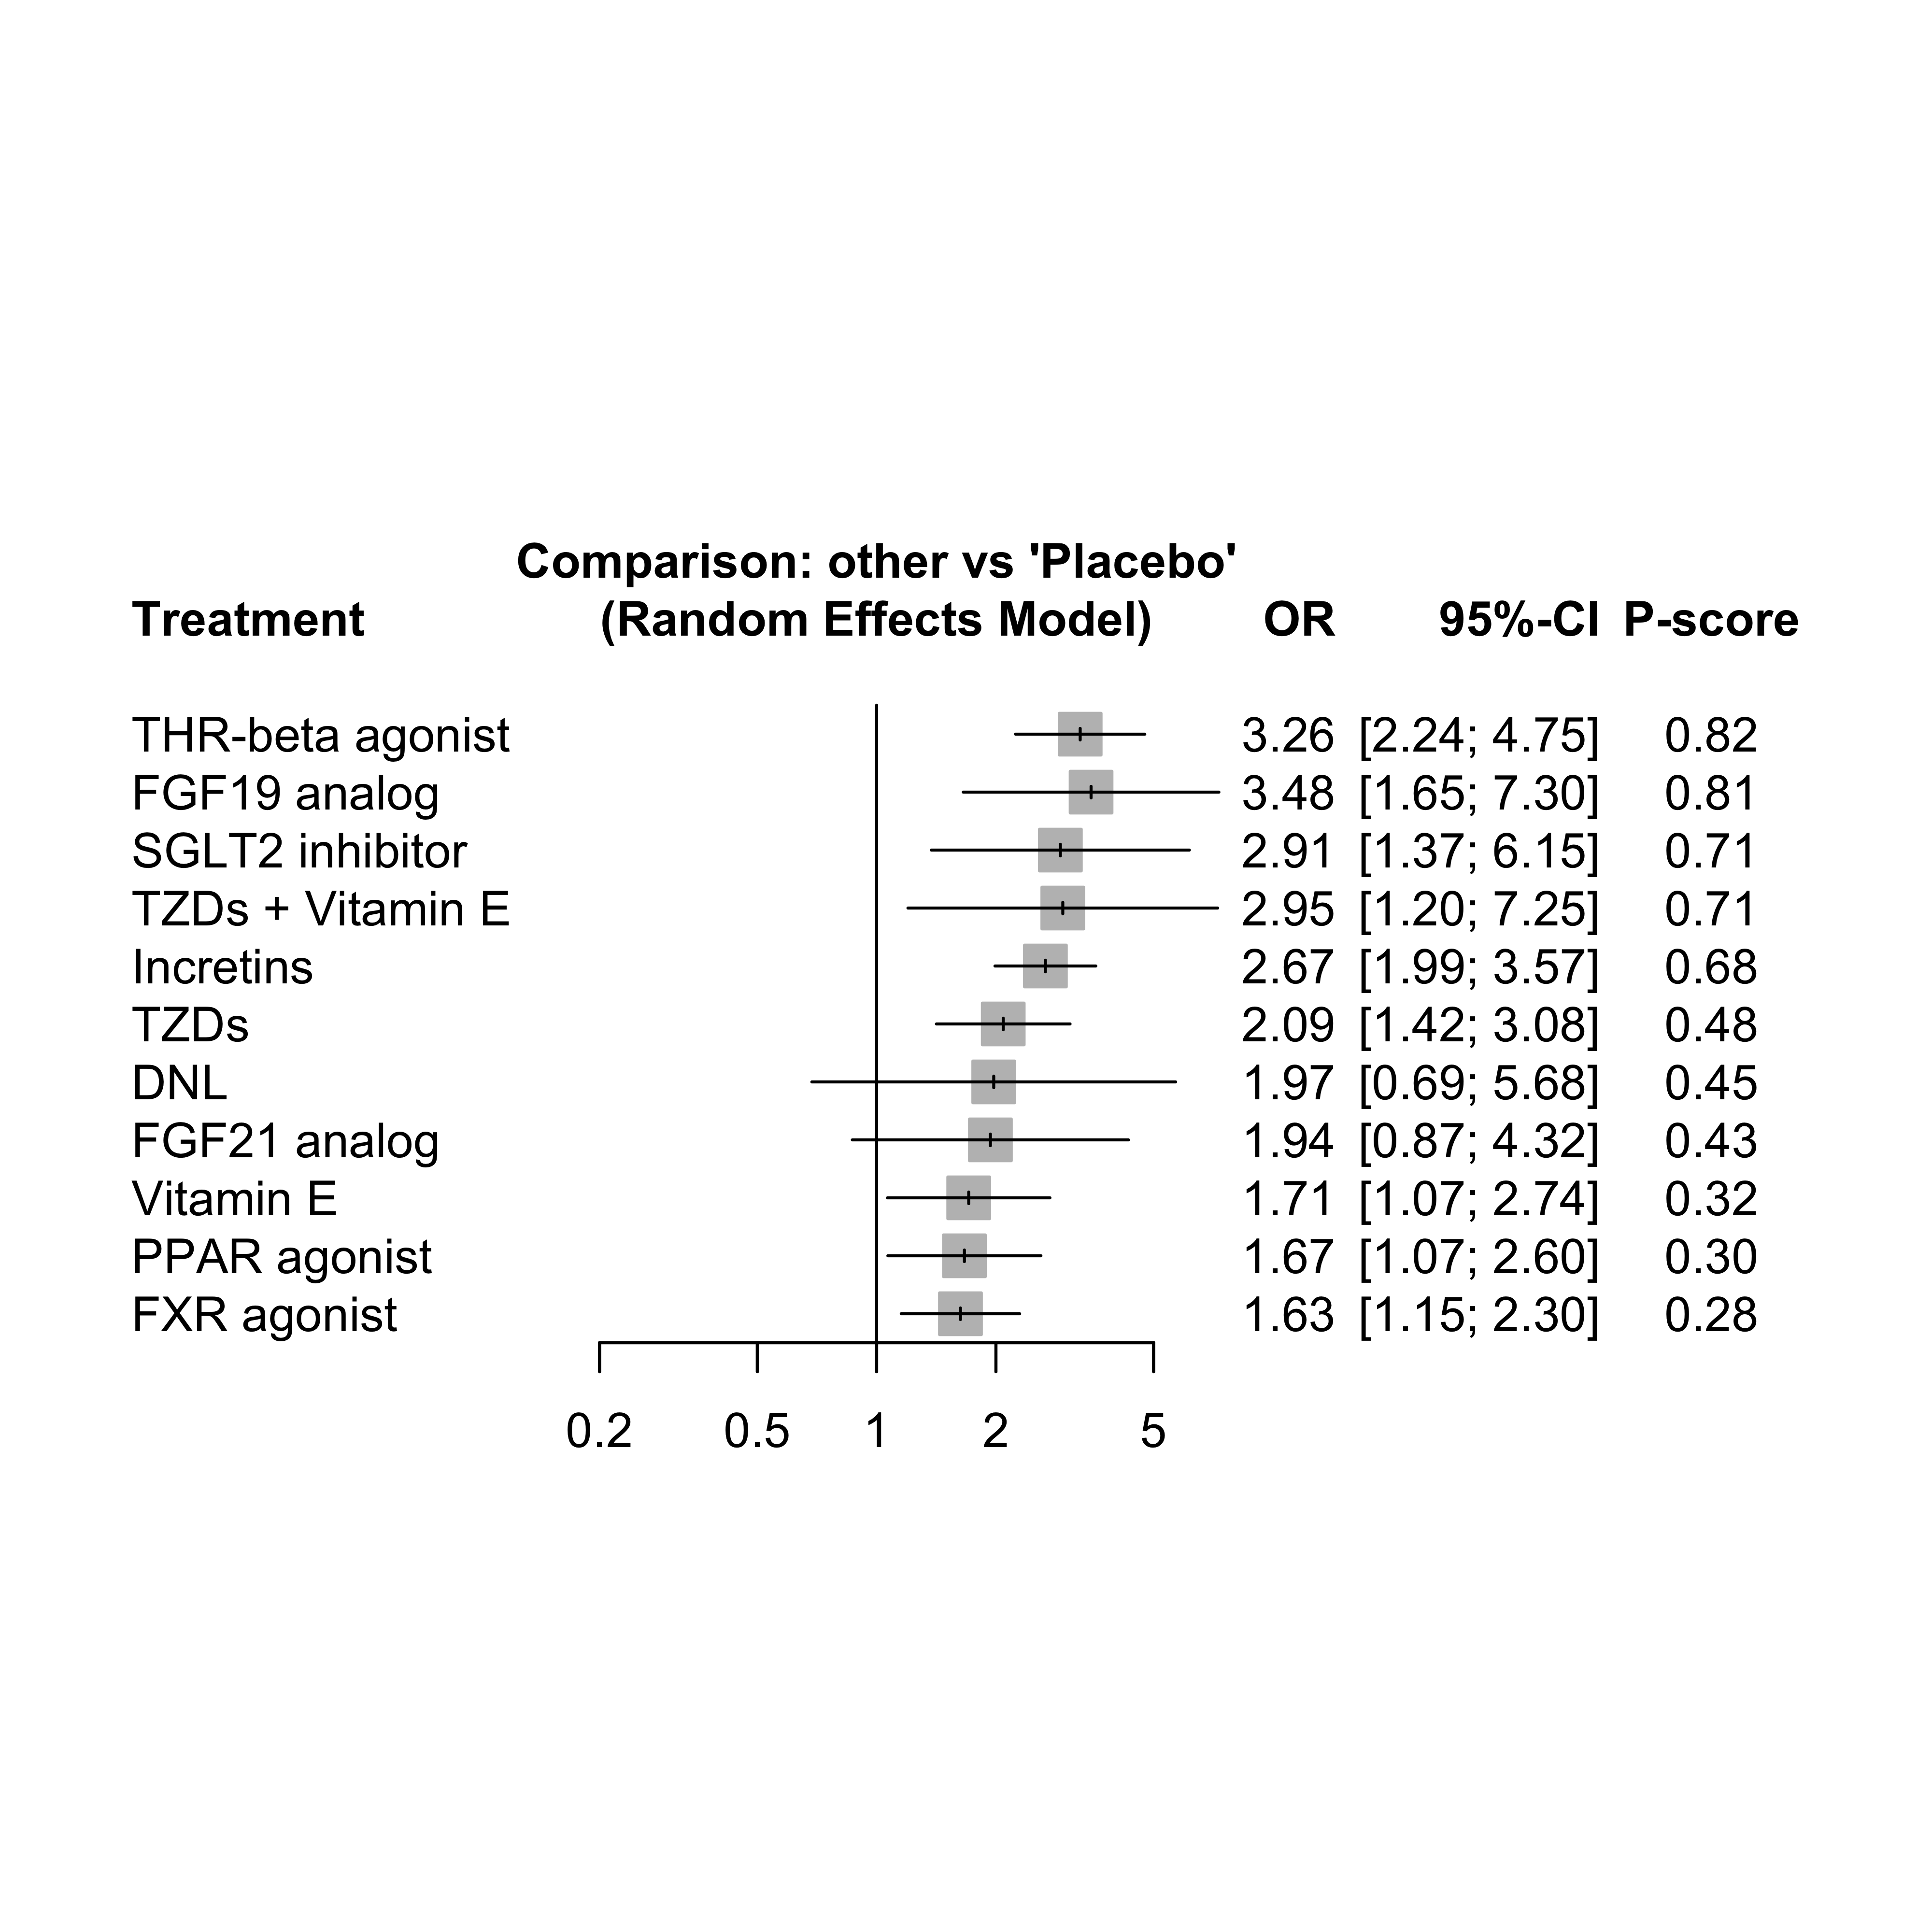 Comparison: other vs 'Placebo'
Treatment (Random Effects Model) OR 95%-CI P-score
THR-beta agonist 3.26 [2.24; 4.75] 0.82
FGF19 analog 3.48 [1.65; 7.30] 0.81
SGLT2 inhibitor 2.91 [1.37; 6.15] 0.71
TZDs + Vitamin E 2.95 [1.20; 7.25] 0.71
Incretins 2.67 [1.99; 3.57] 0.68
TZDs 2.09 [1.42; 3.08] 0.48
DNL 1.97 [0.69; 5.68] 0.45
FGF21 analog 1.94 [0.87; 4.32] 0.43
Vitamin E 1.71 [1.07; 2.74] 0.32
PPAR agonist 1.67 [1.07; 2.60] 0.30
FXR agonist 1.63 [1.15; 2.30] 0.28
0.2 0.5 1 2 5